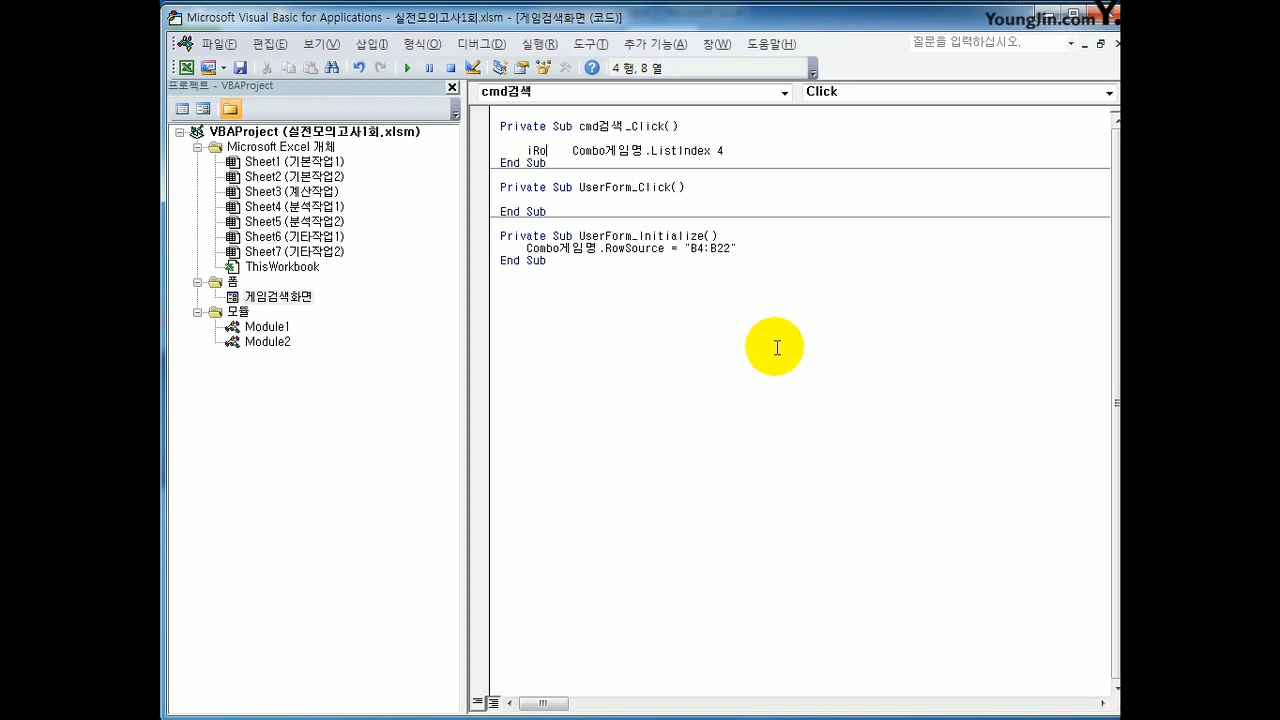 Microsoft Visual Basic for Applications - 실전모의고사1회.xlsm - [게임검색화면 (코드)]
YoungJin.com Y.
파일(F) 편집(E) 보기(V) 삽입(I) 형식(O) 디버그(D) 실행(R) 도구(T) 추가 기능(A) 창(W) 도움말(H)
질문을 입력하십시오.
4 행, 8 열
프로젝트 - VBAProject
cmd검색
Click
VBAProject (실전모의고사1회.xlsm)
Microsoft Excel 개체
Sheet1 (기본작업1)
Sheet2 (기본작업2)
Sheet3 (계산작업)
Sheet4 (분석작업1)
Sheet5 (분석작업2)
Sheet6 (기타작업1)
Sheet7 (기타작업2)
ThisWorkbook
폼
게임검색화면
모듈
Module1
Module2
Private Sub cmd검색_Click()
iRo Combo게임명.ListIndex 4
End Sub
Private Sub UserForm_Click()
End Sub
Private Sub UserForm_Initialize()
Combo게임명.RowSource = "B4:B22"
End Sub